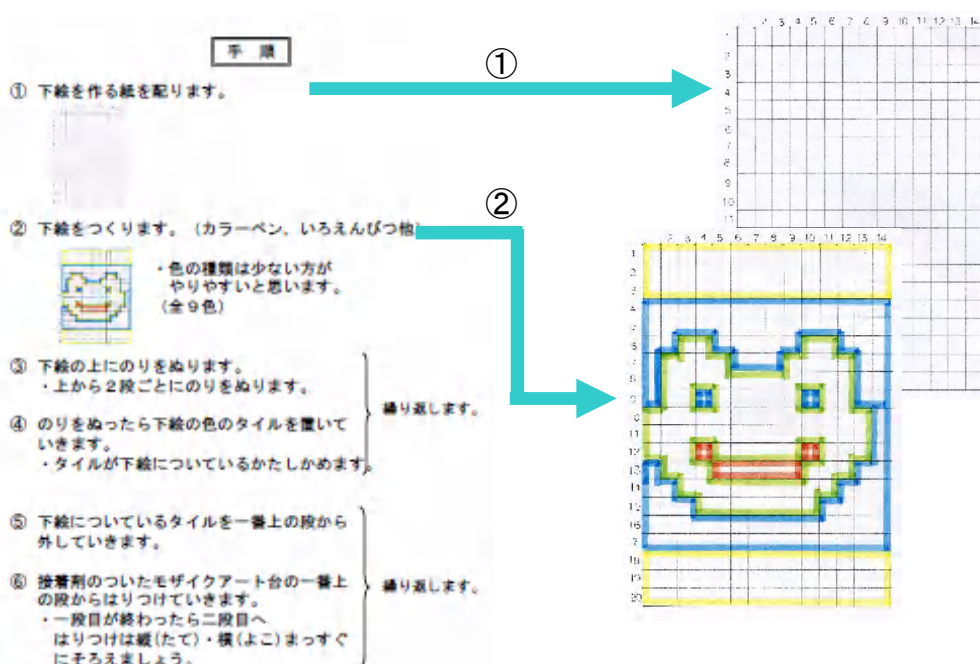 手 順
① 下絵を作る紙を配ります。
② 下絵をつくります。（カラーペン、いろえんぴつ他）
・色の種類は少ない方が
やりやすいと思います。
（全9色）
③ 下絵の上にのりをぬります。
・上から2段ごとにのりをぬります。
④ のりをぬったら下絵の色のタイルを置いて
いきます。
・タイルが下絵についているかたしかめます。
繰り返します。
⑤ 下絵についているタイルを一番上の段から
外していきます。
⑥ 接着剤のついたモザイクアート台の一番上
の段からはりつけていきます。
・一段目が終わったら二段目へ
はりつけは縦(たて)・横(よこ)まっすぐ
にそろえましょう。
繰り返します。
①
②